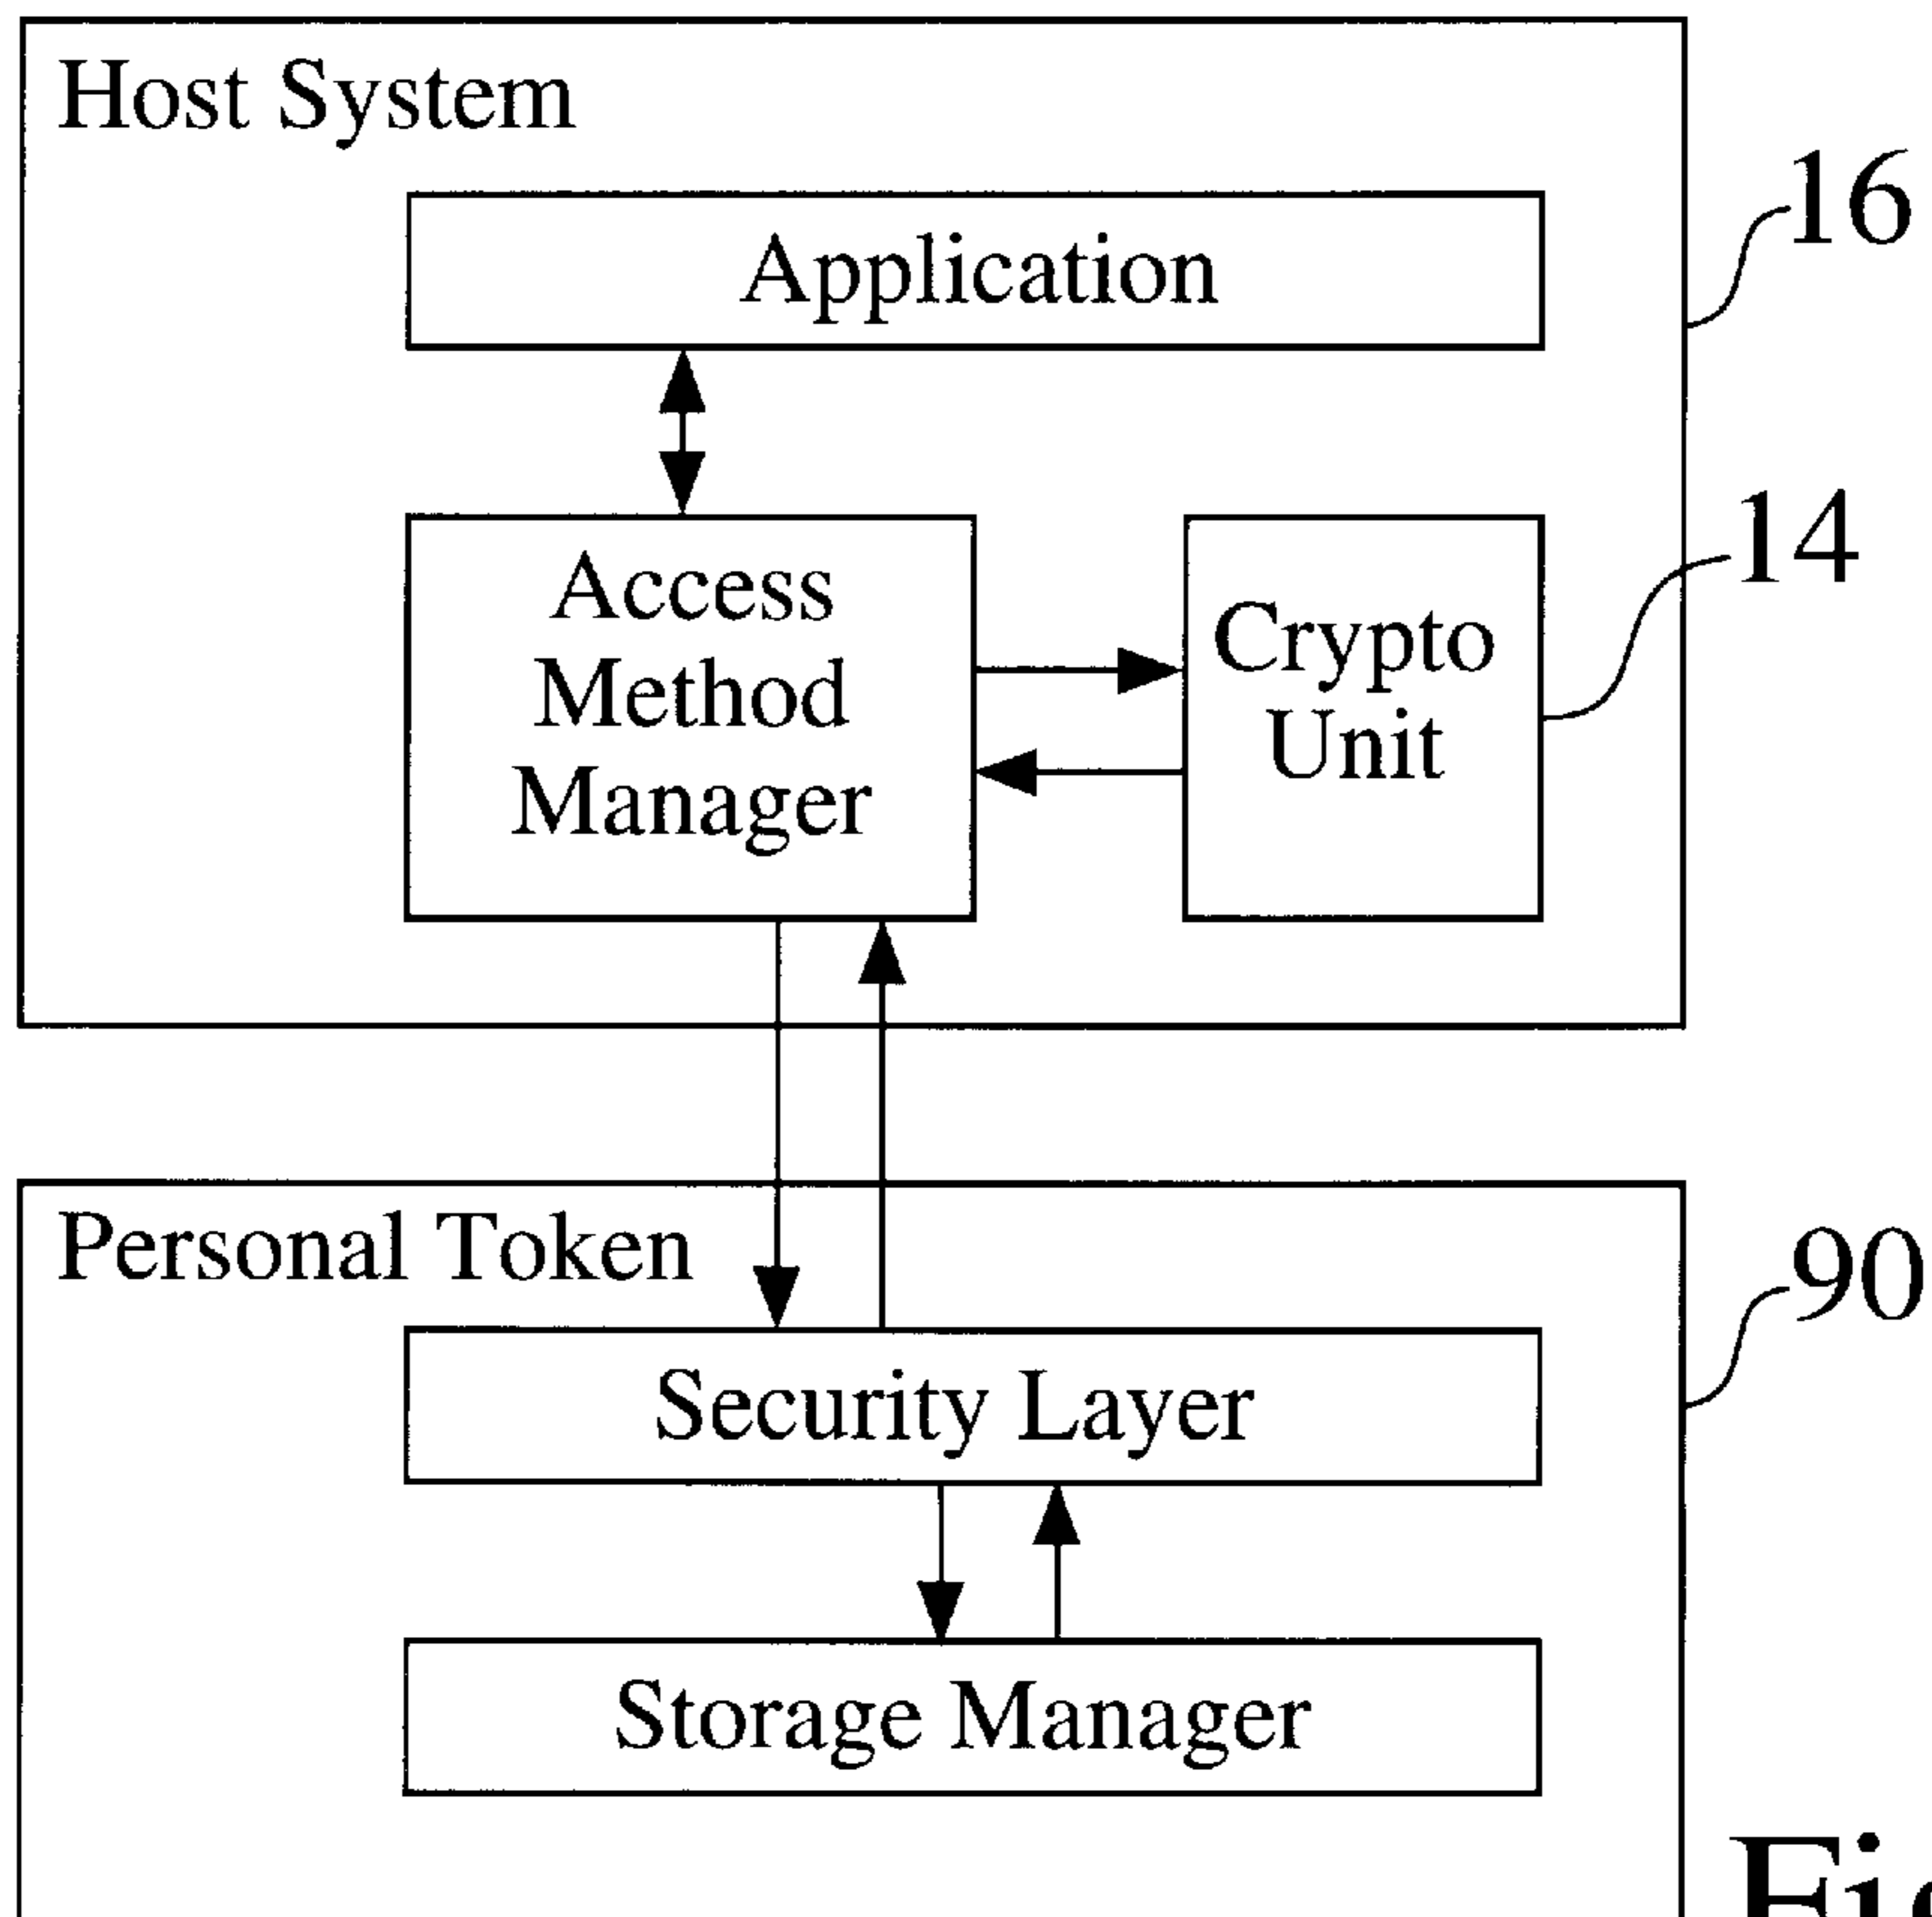 Host System
Application
16
Access
Method
Manager
Crypto
Unit
14
Personal Token
90
Security Layer
Storage Manager